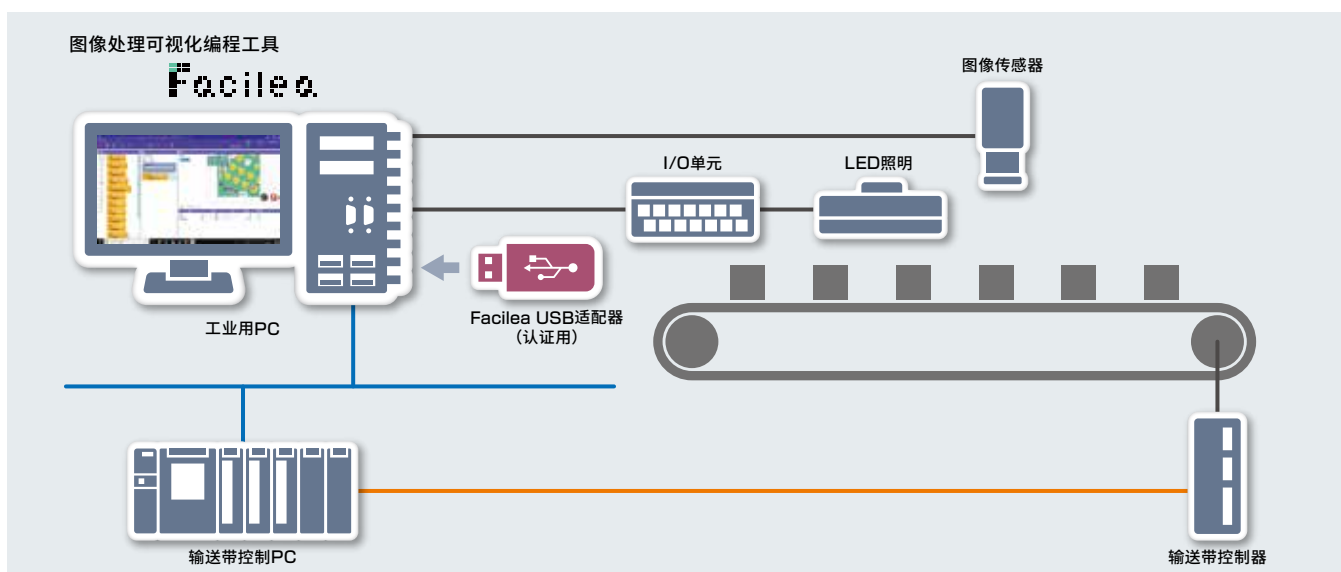 图像处理可视化编程工具
Facilea
图像传感器
I/O单元
LED照明
Facilea USB适配器
（认证用）
工业用PC
输送带控制PC
输送带控制器